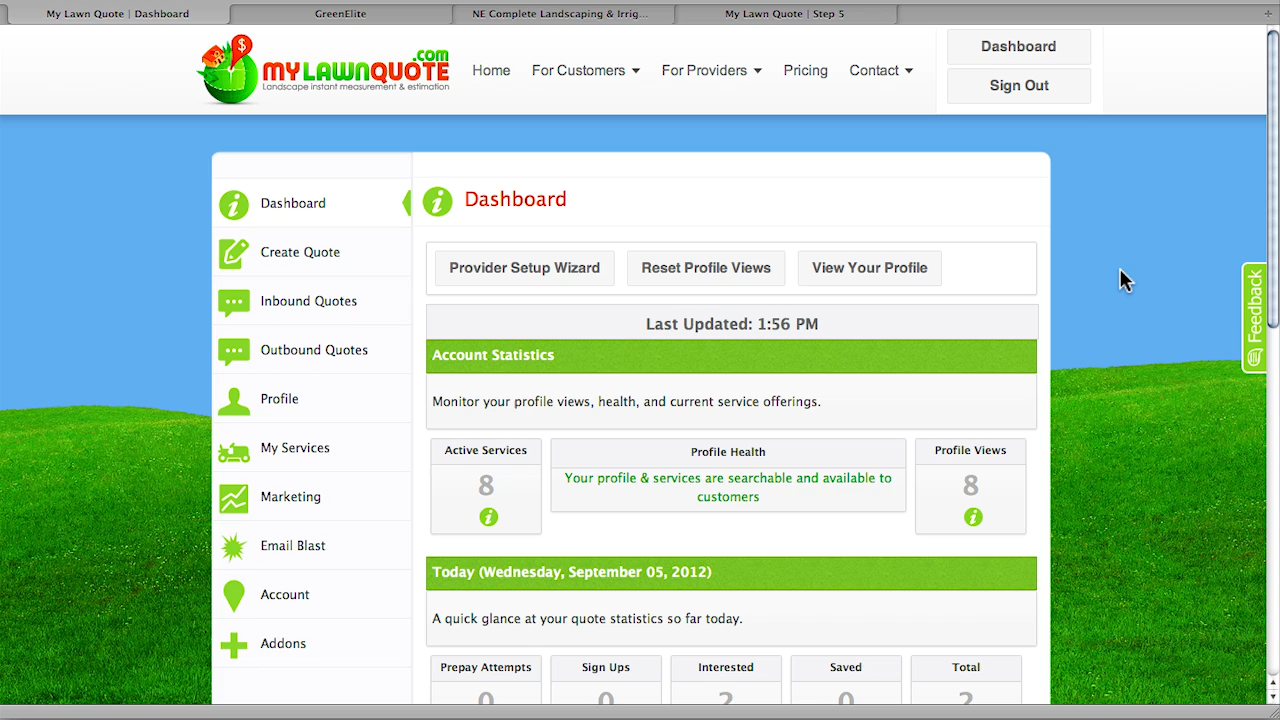 My Lawn Quote | Dashboard
GreenElite
NE Complete Landscaping & Irrig...
My Lawn Quote | Step 5
$
.COM
MYLAWNQUOTE
Landscape instant measurement & estimation
Home
For Customers
For Providers
Pricing
Contact
Dashboard
Sign Out
Dashboard
Create Quote
Inbound Quotes
Outbound Quotes
Profile
My Services
Marketing
Email Blast
Account
Addons
Dashboard
Provider Setup Wizard
Reset Profile Views
View Your Profile
Last Updated: 1:56 PM
Account Statistics
Monitor your profile views, health, and current service offerings.
Active Services
8
Profile Health
Your profile & services are searchable and available to
customers
Profile Views
8
Today (Wednesday, September 05, 2012)
A quick glance at your quote statistics so far today.
Prepay Attempts
0
Sign Ups
0
Interested
2
Saved
0
Total
2
Feedback